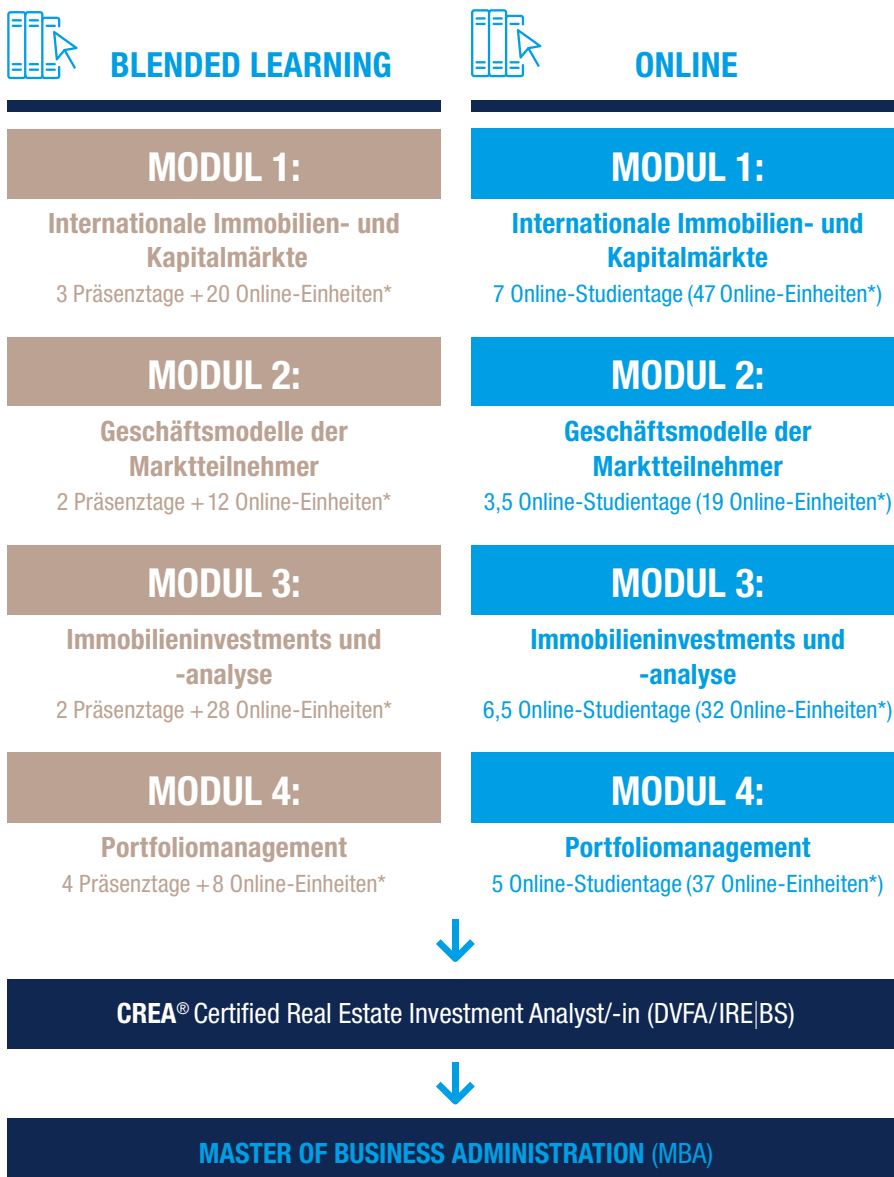 BLENDED LEARNING
MODUL 1:
Internationale Immobilien- und
Kapitalmärkte
3 Präsenztage + 20 Online-Einheiten*
MODUL 2:
Geschäftsmodelle der
Marktteilnehmer
2 Präsenztage + 12 Online-Einheiten*
MODUL 3:
Immobilieninvestments und
-analyse
2 Präsenztage + 28 Online-Einheiten*
MODUL 4:
Portfoliomanagement
4 Präsenztage + 8 Online-Einheiten*
ONLINE
MODUL 1:
Internationale Immobilien- und
Kapitalmärkte
7 Online-Studientage (47 Online-Einheiten*)
MODUL 2:
Geschäftsmodelle der
Marktteilnehmer
3,5 Online-Studientage (19 Online-Einheiten*)
MODUL 3:
Immobilieninvestments und
-analyse
6,5 Online-Studientage (32 Online-Einheiten*)
MODUL 4:
Portfoliomanagement
5 Online-Studientage (37 Online-Einheiten*)
CREA® Certified Real Estate Investment Analyst/-in (DVFA/IRE|BS)
MASTER OF BUSINESS ADMINISTRATION (MBA)